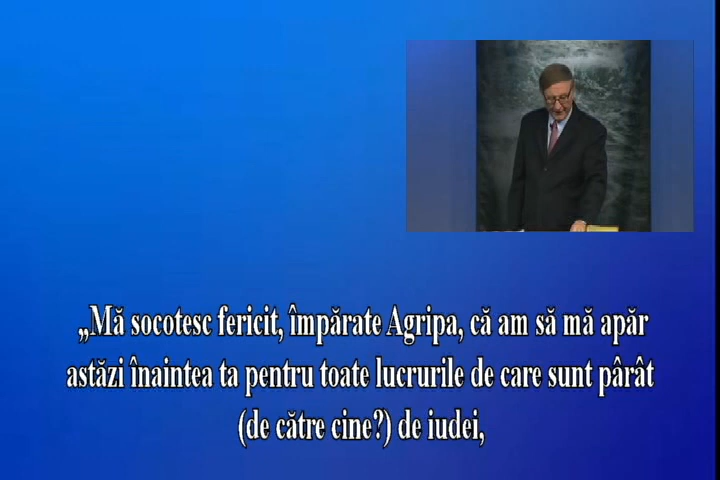 „Mă socotesc fericit, împărate Agripa, că am să mă apăr
astăzi înaintea ta pentru toate lucrurile de care sunt pârât
(de către cine?) de iudei,